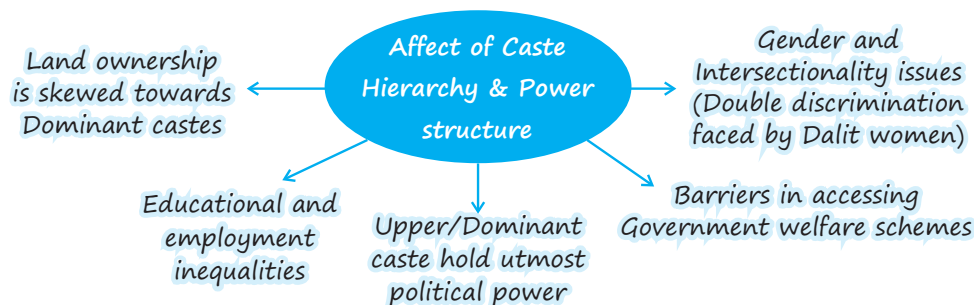 Affect of Caste
Hierarchy & Power
structure
Land ownership
is skewed towards
Dominant castes
Educational and
employment
inequalities
Upper/Dominant
caste hold utmost
political power
Barriers in accessing
Government welfare schemes
Gender and
Intersectionality issues
(Double discrimination
faced by Dalit women)